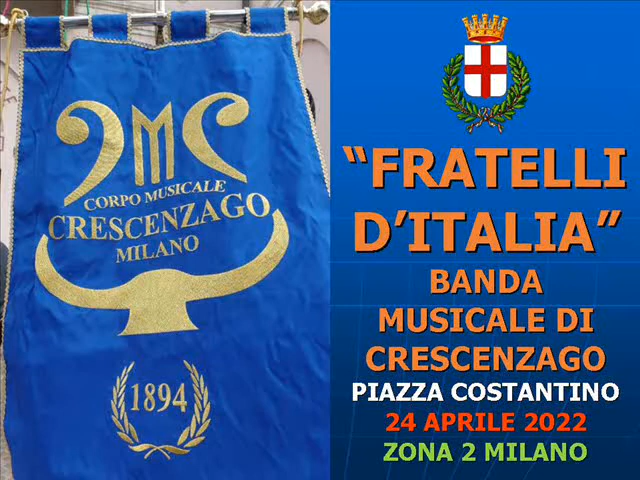 CMC
CORPO MUSICALE
CRESCENZAGO
MILANO
1894
“FRATELLI
D’ITALIA”
BANDA
MUSICALE DI
CRESCENZAGO
PIAZZA COSTANTINO
24 APRILE 2022
ZONA 2 MILANO